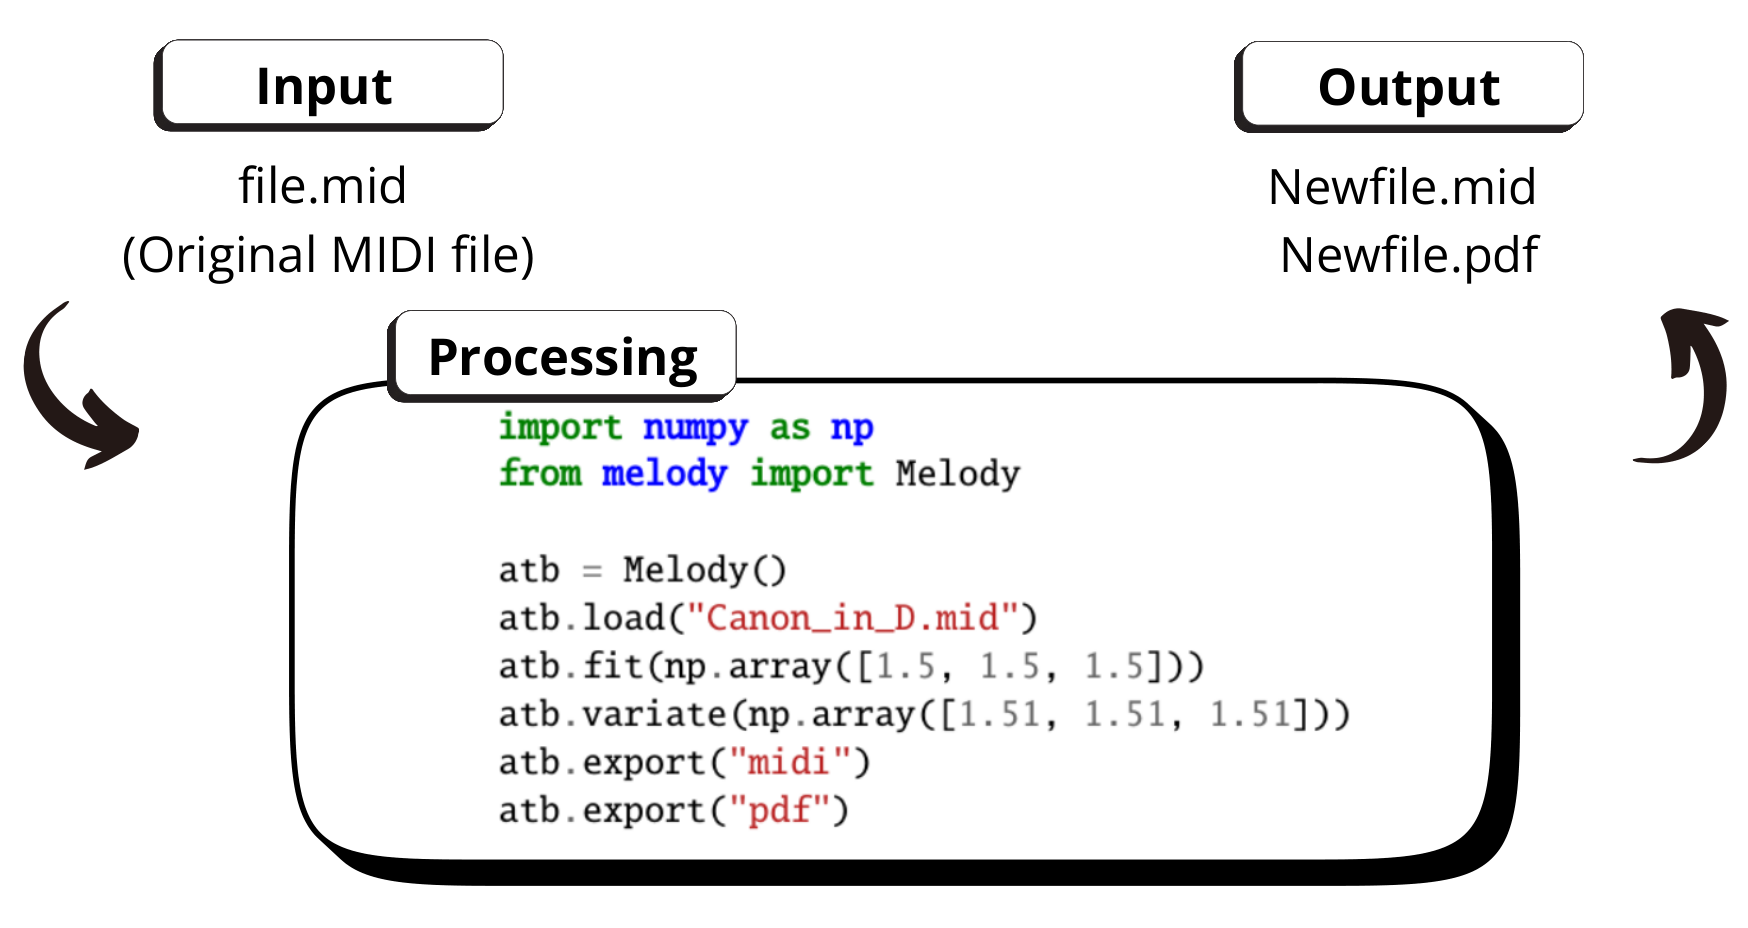 Input
file.mid
(Original MIDI file)
Output
Newfile.mid
Newfile.pdf
Processing
import numpy as np
from melody import Melody
atb = Melody()
atb.load("Canon_in_D.mid")
atb.fit(np.array([1.5, 1.5, 1.5]))
atb.variate(np.array([1.51, 1.51, 1.51]))
atb.export("midi")
atb.export("pdf")